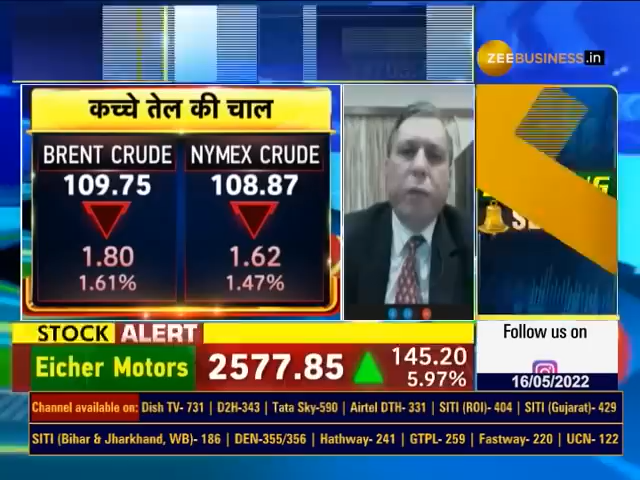 ZEEBUSINESS.in
कच्चे तेल की चाल
BRENT CRUDE
109.75
1.80
1.61%
NYMEX CRUDE
108.87
1.62
1.47%
STOCK ALERT
Eicher Motors 2577.85 145.20
5.97%
Follow us on
16/05/2022
Channel available on: Dish TV- 731 | D2H-343 | Tata Sky-590 | Airtel DTH- 331 | SITI (ROI)- 404 | SITI (Gujarat)- 429
SITI (Bihar & Jharkhand, WB)- 186 | DEN-355/356 | Hathway- 241 | GTPL- 259 | Fastway- 220 | UCN- 122